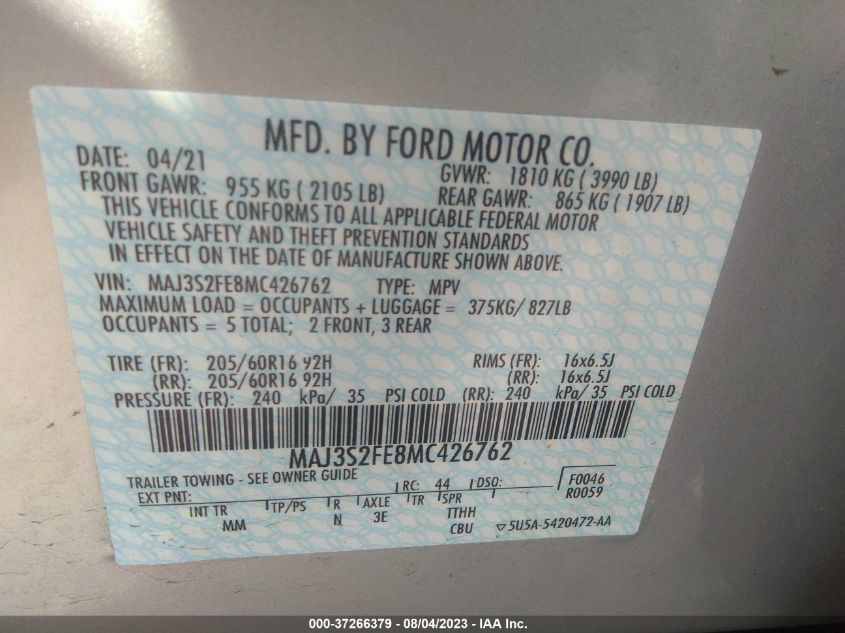 MFD. BY FORD MOTOR CO.
DATE: 04/21 GVWR: 1810 KG ( 3990 LB)
FRONT GAWR: 955 KG ( 2105 LB) REAR GAWR: 865 KG ( 1907 LB)
THIS VEHICLE CONFORMS TO ALL APPLICABLE FEDERAL MOTOR
VEHICLE SAFETY AND THEFT PREVENTION STANDARDS
IN EFFECT ON THE DATE OF MANUFACTURE SHOWN ABOVE.
VIN: MAJ3S2FE8MC426762 TYPE: MPV
MAXIMUM LOAD = OCCUPANTS + LUGGAGE = 375KG/ 827LB
OCCUPANTS = 5 TOTAL; 2 FRONT, 3 REAR
TIRE (FR): 205/60R16 92H RIMS (FR): 16x6.5J
(RR): 205/60R16 92H (RR): 16x6.5J
PRESSURE (FR): 240 kPa/ 35 PSI COLD (RR): 240 kPa/ 35 PSI COLD
MAJ3S2FE8MC426762
TRAILER TOWING - SEE OWNER GUIDE
EXT PNT: RC: 44 DSO: F0046
R0059
INT TR TP/PS R AXLE TR SPR
MM N 3E TTHH
CBU 5U5A-5420472-AA
000-37266379 - 08/04/2023 - IAA Inc.